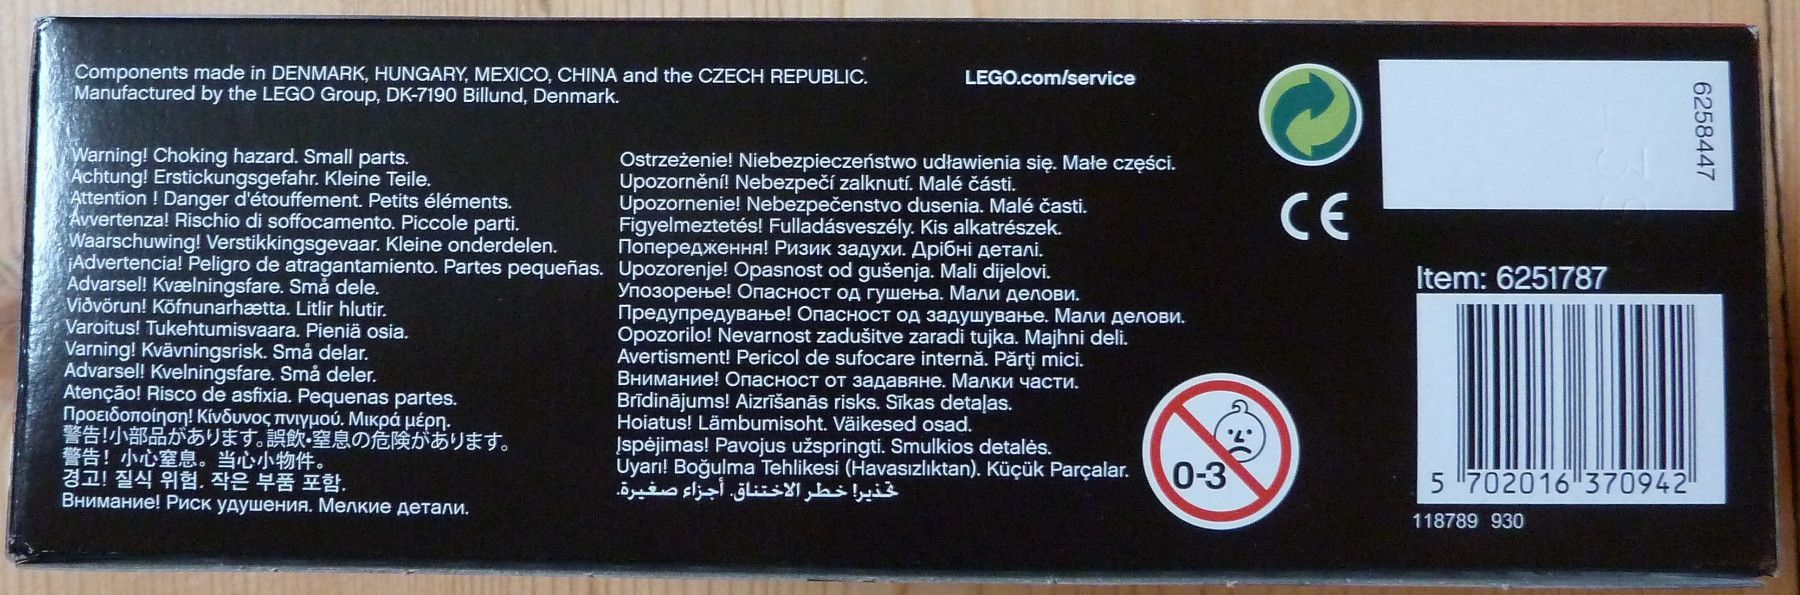 Components made in DENMARK, HUNGARY, MEXICO, CHINA and the CZECH REPUBLIC.
Manufactured by the LEGO Group, DK-7190 Billund, Denmark.
LEGO.com/service
Warning! Choking hazard. Small parts.
Achtung! Erstickungsgefahr. Kleine Teile.
Attention ! Danger d'étouffement. Petits éléments.
Avvertenza! Rischio di soffocamento. Piccole parti.
Waarschuwing! Verstikkingsgevaar. Kleine onderdelen.
¡Advertencia! Peligro de atragantamiento. Partes pequeñas.
Advarsel! Kvælningsfare. Små dele.
Viðvörun! Köfnunarhætta. Litlir hlutir.
Varoitus! Tukehtumisvaara. Pieniä osia.
Varning! Kvävningsrisk. Små delar.
Advarsel! Kvelningsfare. Små deler.
Atenção! Risco de asfixia. Pequenas partes.
Προειδοποίηση! Κίνδυνος πνιγμού. Μικρά μέρη.
警告!小部品があります。誤飲•窒息の危険があります。
警告！小心窒息。当心小物件。
경고! 질식 위험. 작은 부품 포함.
Внимание! Риск удушения. Мелкие детали.
Ostrzeżenie! Niebezpieczeństwo udławienia się. Małe części.
Upozornění! Nebezpečí zalknutí. Malé části.
Upozornenie! Nebezpečenstvo dusenia. Malé časti.
Figyelmeztetés! Fulladásveszély. Kis alkatrészek.
Попередження! Ризик задухи. Дрібні деталі.
Upozorenje! Opasnost od gušenja. Mali dijelovi.
Упозорење! Опасност од гушења. Мали делови.
Предупредување! Опасност од задушување. Мали делови.
Opozorilo! Nevarnost zadušitve zaradi tujka. Majhni deli.
Avertisment! Pericol de sufocare internă. Părți mici.
Внимание! Опасност от задавяне. Малки части.
Brīdinājums! Aizrīšanās risks. Sīkas detaļas.
Hoiatus! Lämbumisoht. Väikesed osad.
Įspėjimas! Pavojus užspringti. Smulkios detalės.
Uyarı! Boğulma Tehlikesi (Havasızlıktan). Küçük Parçalar.
تحذير! خطر الاختناق. أجزاء صغيرة.
0-3
CE
6258447
Item: 6251787
5 702016 370942
118789 930